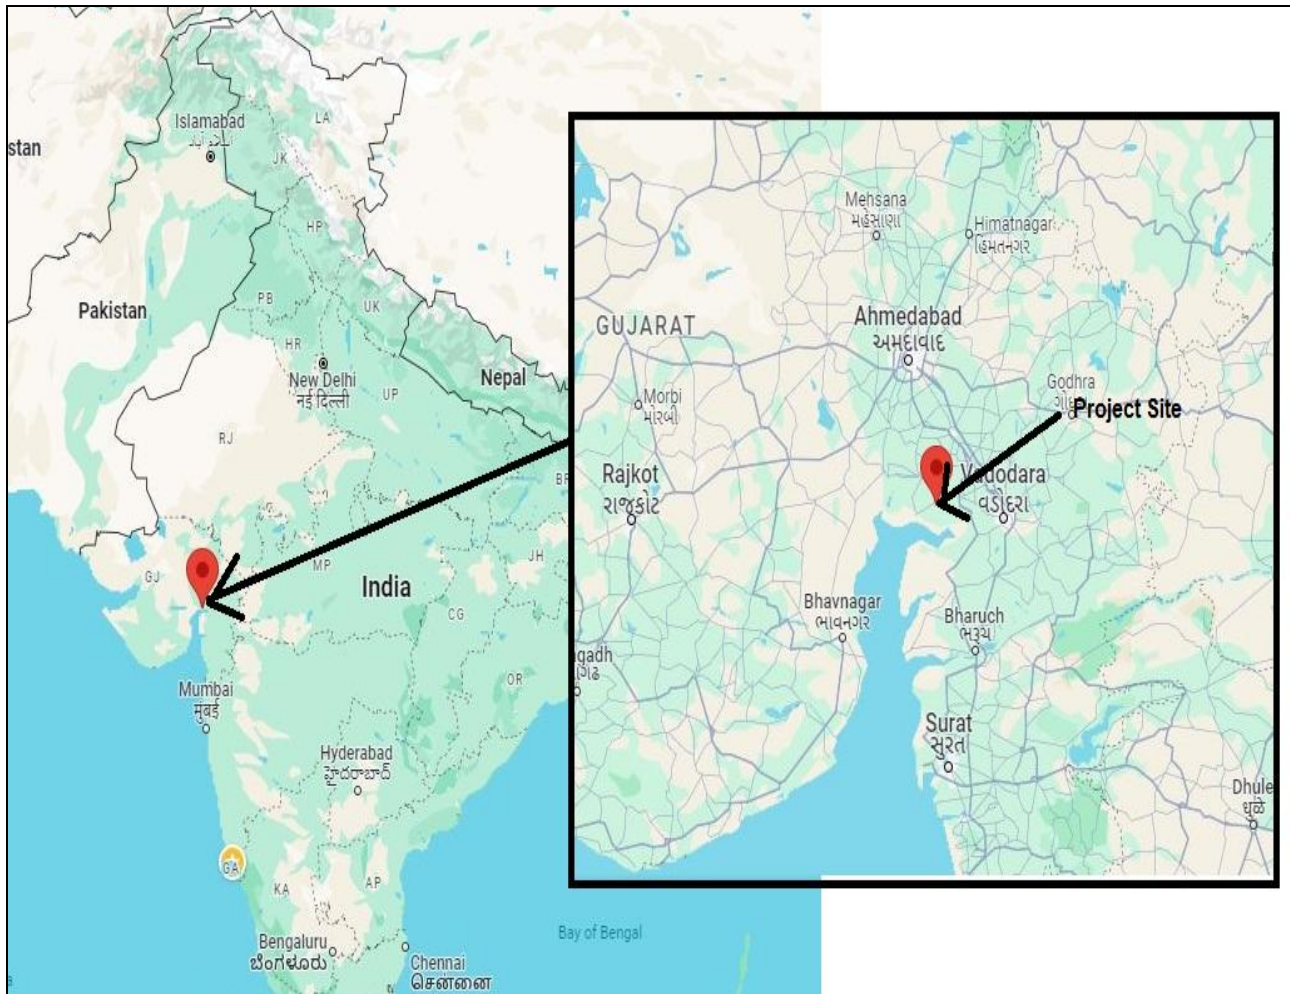 Islamabad
stan
LA
JK
HP
PB
UK
Pakistan
HR
New Delhi
नई दिल्ली
UP
Nepal
RJ
MP
JH
GJ
India
CG
OR
Mumbai
मुंबई
Hyderabad
హైదరాబాద్
GA
KA
AP
Bay of Bengal
Bengaluru
ಬೆಂಗಳೂರು
Chennai
சென்னை
Mehsana
મહેસાણા
Himatnagar
હિંમતનગર
GUJARAT
Ahmedabad
અમદાવાદ
Morbi
મોરબી
Godhra
Project Site
Rajkot
રાજકોટ
Vadodara
વડોદરા
Bhavnagar
ભાવનગર
Bharuch
ભરૂચ
agadh
Surat
સુરત
Dhule
धुळे